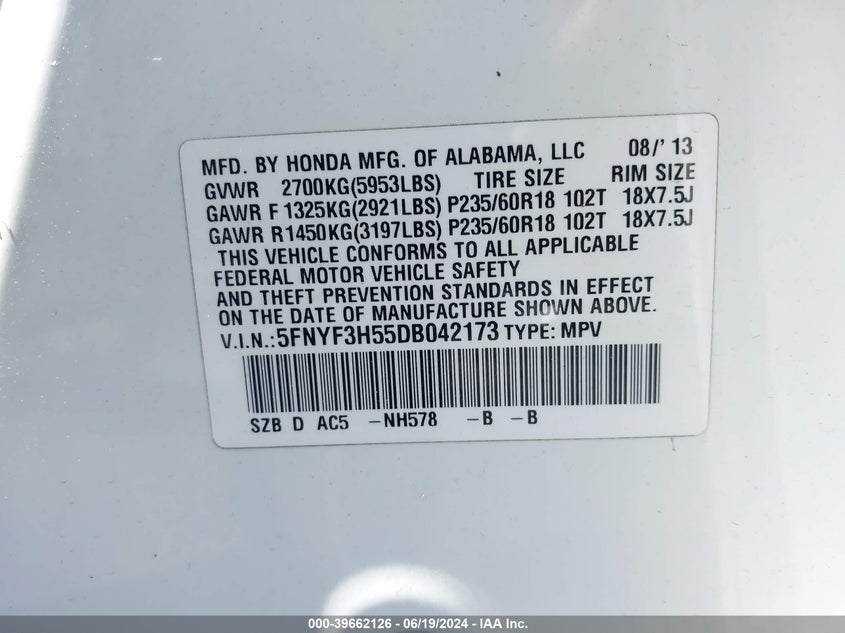 MFD. BY HONDA MFG. OF ALABAMA, LLC 08/' 13
GVWR 2700KG(5953LBS) TIRE SIZE RIM SIZE
GAWR F 1325KG(2921LBS) P235/60R18 102T 18X7.5J
GAWR R1450KG(3197LBS) P235/60R18 102T 18X7.5J
THIS VEHICLE CONFORMS TO ALL APPLICABLE
FEDERAL MOTOR VEHICLE SAFETY
AND THEFT PREVENTION STANDARDS IN EFFECT
ON THE DATE OF MANUFACTURE SHOWN ABOVE.
V.I.N.:5FNYF3H55DB042173 TYPE: MPV
SZB D AC5 -NH578 -B -B
000-39662126 - 06/19/2024 - IAA Inc.